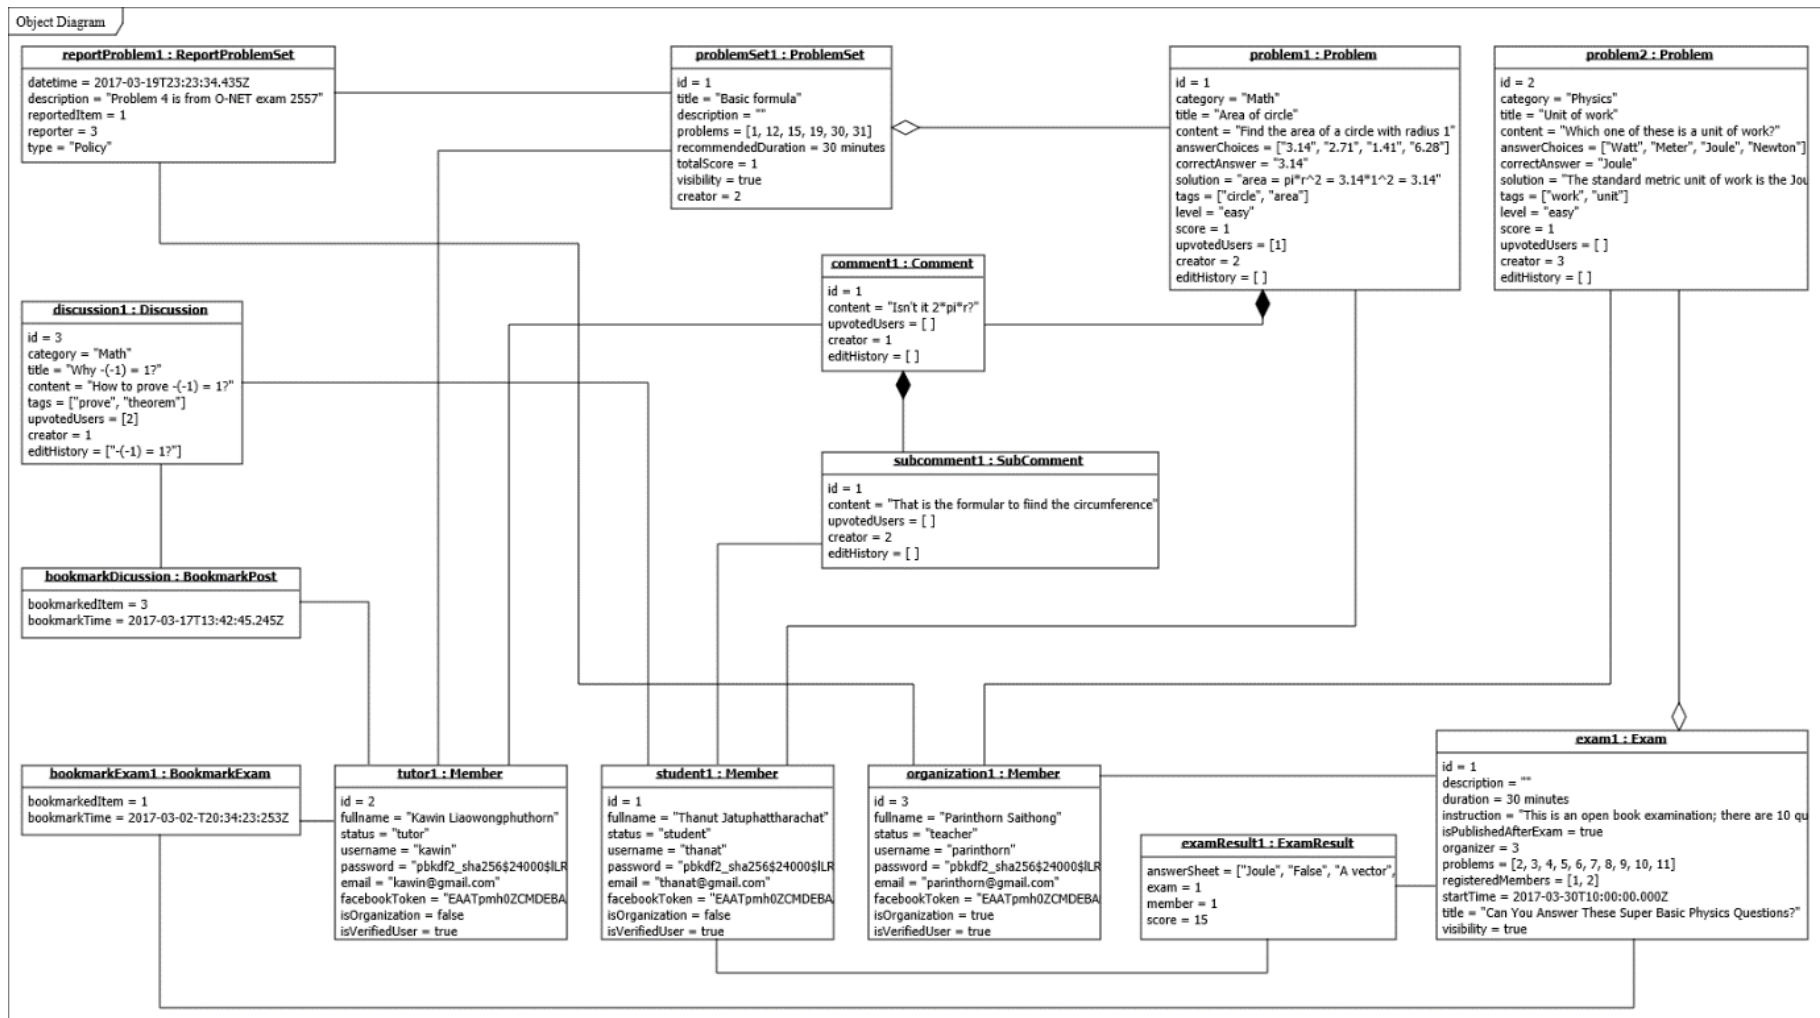 Object Diagram
reportProblem1 : ReportProblemSet
datetime = 2017-03-19T23:23:34.435Z
description = "Problem 4 is from O-NET exam 2557"
reportedItem = 1
reporter = 3
type = "Policy"
problemSet1 : ProblemSet
id = 1
title = "Basic formula"
description = ""
problems = [1, 12, 15, 19, 30, 31]
recommendedDuration = 30 minutes
totalScore = 1
visibility = true
creator = 2
problem1 : Problem
id = 1
category = "Math"
title = "Area of circle"
content = "Find the area of a circle with radius 1"
answerChoices = ["3.14", "2.71", "1.41", "6.28"]
correctAnswer = "3.14"
solution = "area = pi*r^2 = 3.14*1^2 = 3.14"
tags = ["circle", "area"]
level = "easy"
score = 1
upvotedUsers = [1]
creator = 2
editHistory = [ ]
problem2 : Problem
id = 2
category = "Physics"
title = "Unit of work"
content = "Which one of these is a unit of work?"
answerChoices = ["Watt", "Meter", "Joule", "Newton"]
correctAnswer = "Joule"
solution = "The standard metric unit of work is the Jou
tags = ["work", "unit"]
level = "easy"
score = 1
upvotedUsers = [ ]
creator = 3
editHistory = [ ]
comment1 : Comment
id = 1
content = "Isn't it 2*pi*r?"
upvotedUsers = [ ]
creator = 1
editHistory = [ ]
discussion1 : Discussion
id = 3
category = "Math"
title = "Why -(-1) = 1?"
content = "How to prove -(-1) = 1?"
tags = ["prove", "theorem"]
upvotedUsers = [2]
creator = 1
editHistory = ["-(-1) = 1?"]
subcomment1 : SubComment
id = 1
content = "That is the formular to fiind the circumference"
upvotedUsers = [ ]
creator = 2
editHistory = [ ]
bookmarkDicussion : BookmarkPost
bookmarkedItem = 3
bookmarkTime = 2017-03-17T13:42:45.245Z
bookmarkExam1 : BookmarkExam
bookmarkedItem = 1
bookmarkTime = 2017-03-02-T20:34:23:253Z
tutor1 : Member
id = 2
fullname = "Kawin Liaowongphuthorn"
status = "tutor"
username = "kawin"
password = "pbkdf2_sha256$24000$lLR
email = "kawin@gmail.com"
facebookToken = "EAATpmh0ZCMDEBA
isOrganization = false
isVerifiedUser = true
student1 : Member
id = 1
fullname = "Thanut Jatuphattharachat"
status = "student"
username = "thanat"
password = "pbkdf2_sha256$24000$lLR
email = "thanat@gmail.com"
facebookToken = "EAATpmh0ZCMDEBA
isOrganization = false
isVerifiedUser = true
organization1 : Member
id = 3
fullname = "Parinthorn Saithong"
status = "teacher"
username = "parinthorn"
password = "pbkdf2_sha256$24000$lLR
email = "parinthorn@gmail.com"
facebookToken = "EAATpmh0ZCMDEBA
isOrganization = true
isVerifiedUser = true
examResult1 : ExamResult
answerSheet = ["Joule", "False", "A vector",
exam = 1
member = 1
score = 15
exam1 : Exam
id = 1
description = ""
duration = 30 minutes
instruction = "This is an open book examination; there are 10 qu
isPublishedAfterExam = true
organizer = 3
problems = [2, 3, 4, 5, 6, 7, 8, 9, 10, 11]
registeredMembers = [1, 2]
startTime = 2017-03-30T10:00:00.000Z
title = "Can You Answer These Super Basic Physics Questions?"
visibility = true